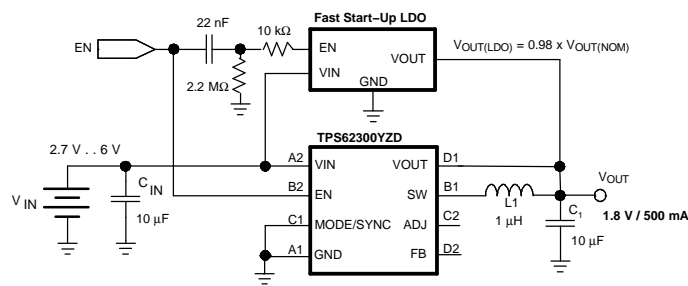 Fast Start–Up LDO
22 nF
10 kΩ
EN
EN
VIN
VOUT
GND
2.2 MΩ
VOUT(LDO) = 0.98 x VOUT(NOM)
TPS62300YZD
2.7 V . . 6 V
A2
VIN
VOUT
D1
VOUT
V IN
C IN
10 μF
B2
EN
SW
B1
L1
1 μH
C1
1.8 V / 500 mA
10 μF
C1
MODE/SYNC
ADJ
C2
A1
GND
FB
D2